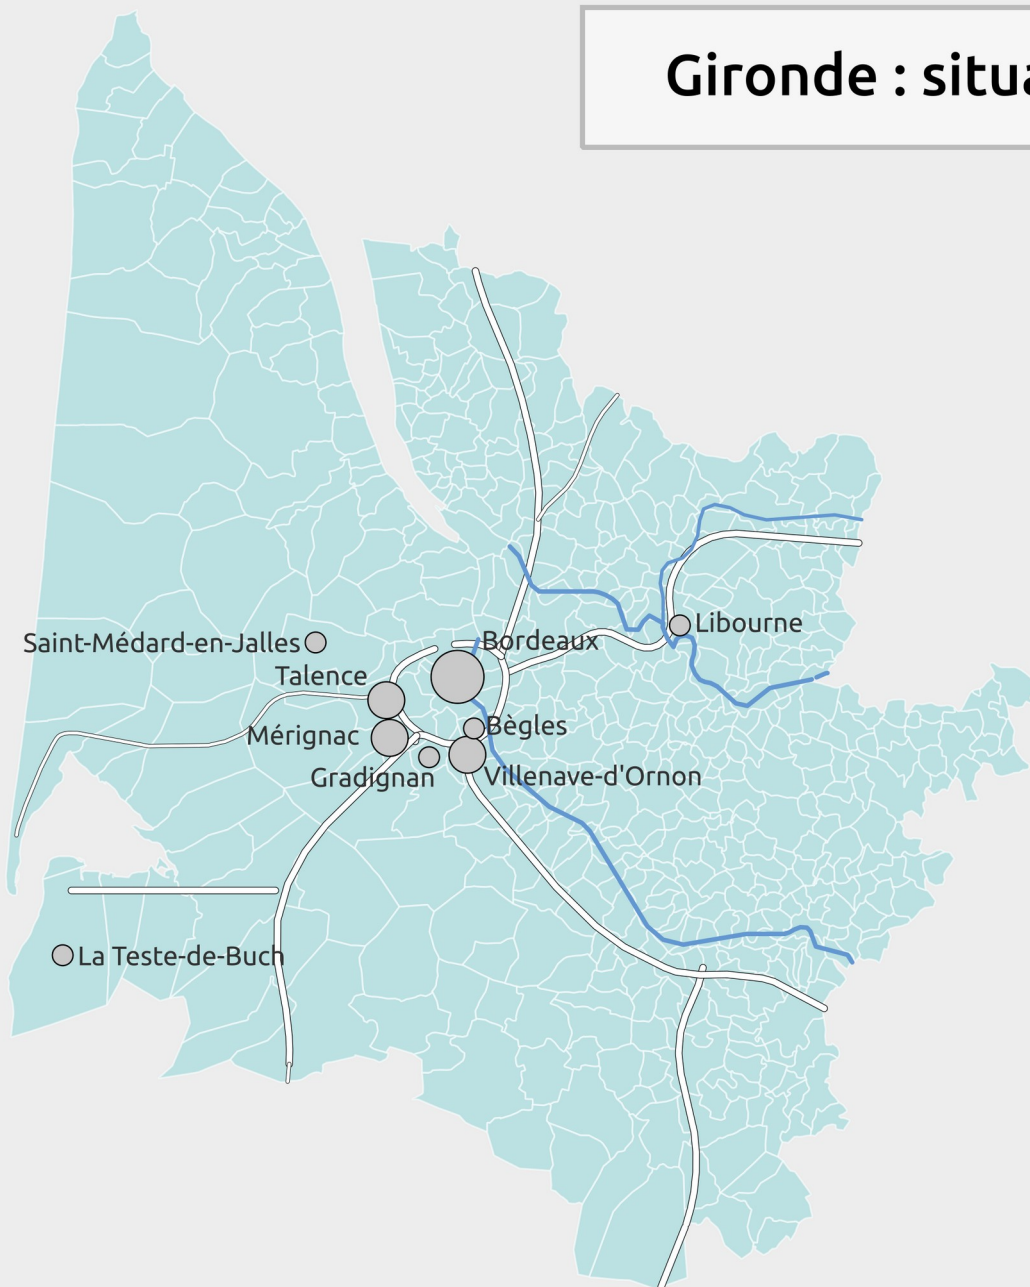 Gironde : situa
Bordeaux
Libourne
Saint-Médard-en-Jalles
Talence
Bègles
Mérignac
Gradignan
Villenave-d'Ornon
La Teste-de-Buch